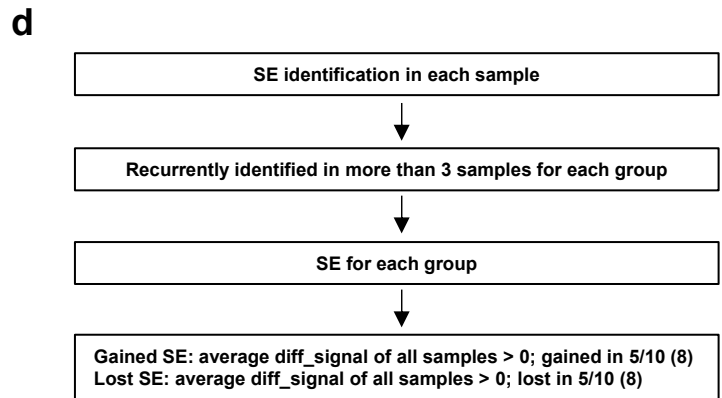 d
SE identification in each sample
Recurrently identified in more than 3 samples for each group
SE for each group
Gained SE: average diff_signal of all samples > 0; gained in 5/10 (8)
Lost SE: average diff_signal of all samples > 0; lost in 5/10 (8)